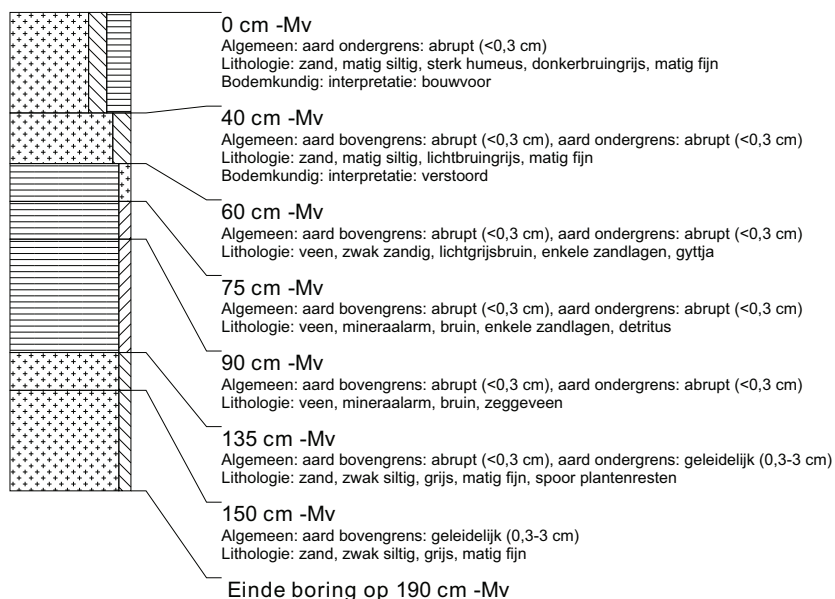 0 cm -Mv
Algemeen: aard ondergrens: abrupt (<0,3 cm)
Lithologie: zand, matig siltig, sterk humeus, donkerbruingrijs, matig fijn
Bodemkundig: interpretatie: bouwvoor
40 cm -Mv
Algemeen: aard bovengrens: abrupt (<0,3 cm), aard ondergrens: abrupt (<0,3 cm)
Lithologie: zand, matig siltig, lichtbruingrijs, matig fijn
Bodemkundig: interpretatie: verstoord
60 cm -Mv
Algemeen: aard bovengrens: abrupt (<0,3 cm), aard ondergrens: abrupt (<0,3 cm)
Lithologie: veen, zwak zandig, lichtgrijsbruin, enkele zandlagen, gyttja
75 cm -Mv
Algemeen: aard bovengrens: abrupt (<0,3 cm), aard ondergrens: abrupt (<0,3 cm)
Lithologie: veen, mineraalarm, bruin, enkele zandlagen, detritus
90 cm -Mv
Algemeen: aard bovengrens: abrupt (<0,3 cm), aard ondergrens: abrupt (<0,3 cm)
Lithologie: veen, mineraalarm, bruin, zeggeveen
135 cm -Mv
Algemeen: aard bovengrens: abrupt (<0,3 cm), aard ondergrens: geleidelijk (0,3-3 cm)
Lithologie: zand, zwak siltig, grijs, matig fijn, spoor plantenresten
150 cm -Mv
Algemeen: aard bovengrens: geleidelijk (0,3-3 cm)
Lithologie: zand, zwak siltig, grijs, matig fijn
Einde boring op 190 cm -Mv